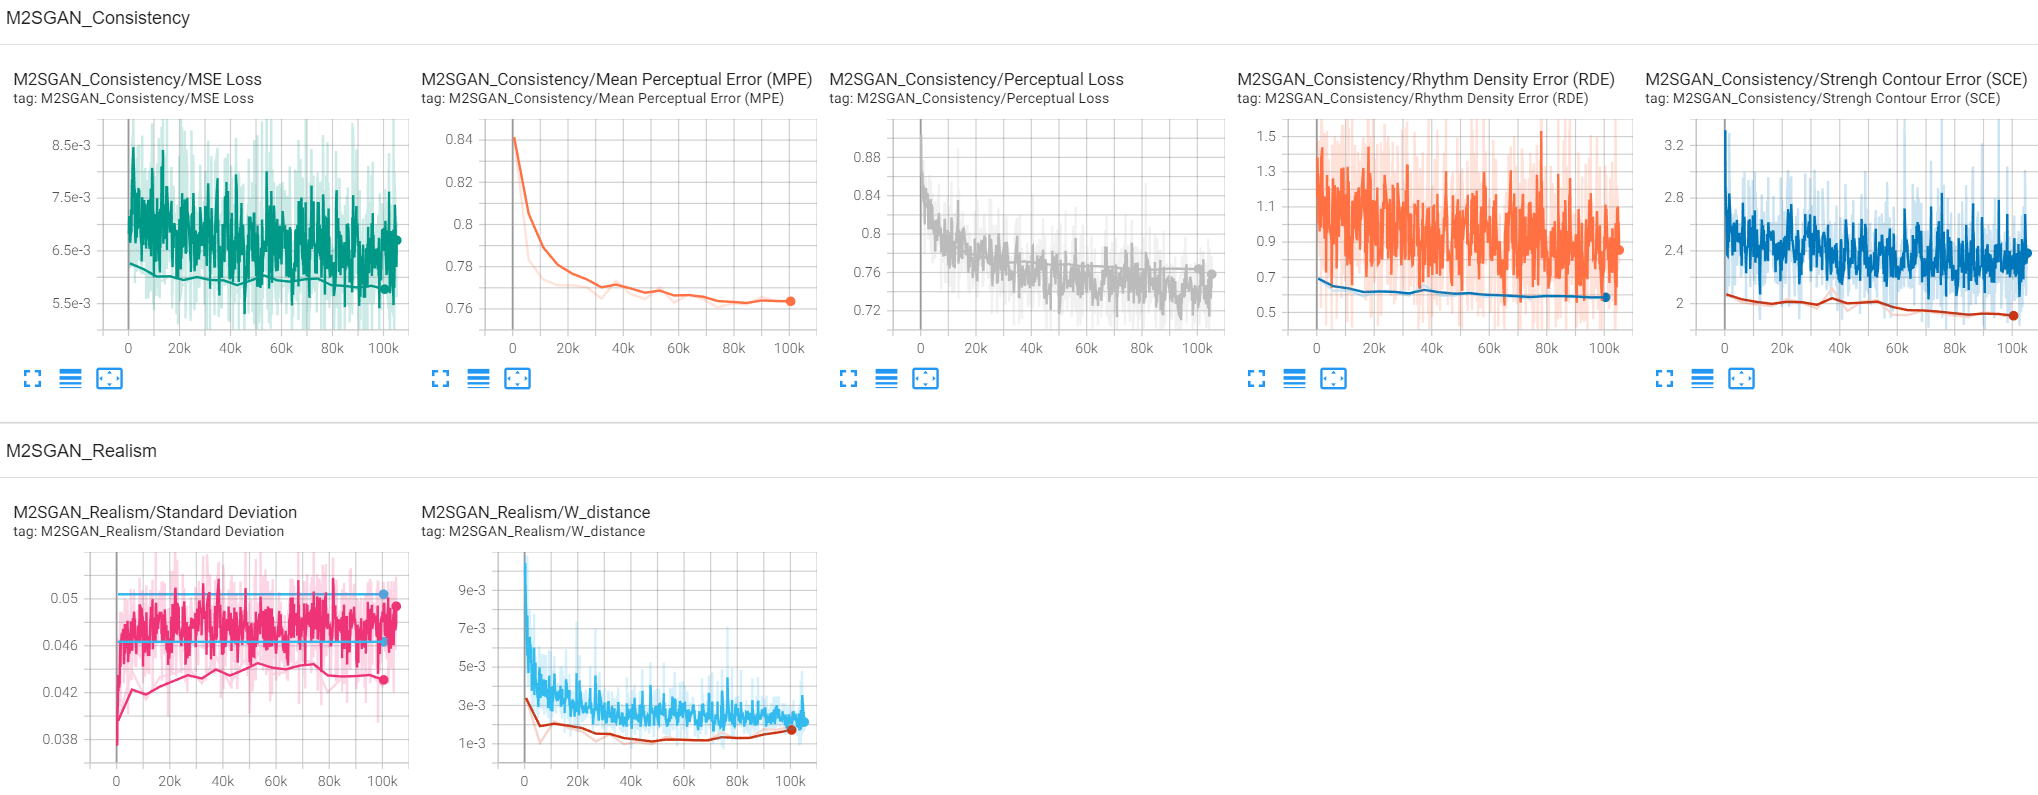 M2SGAN_Consistency
M2SGAN_Consistency/MSE Loss
tag: M2SGAN_Consistency/MSE Loss
8.5e-3
7.5e-3
6.5e-3
5.5e-3
0 20k 40k 60k 80k 100k
M2SGAN_Consistency/Mean Perceptual Error (MPE)
tag: M2SGAN_Consistency/Mean Perceptual Error (MPE)
0.84
0.82
0.8
0.78
0.76
0 20k 40k 60k 80k 100k
M2SGAN_Consistency/Perceptual Loss
tag: M2SGAN_Consistency/Perceptual Loss
0.88
0.84
0.8
0.76
0.72
0 20k 40k 60k 80k 100k
M2SGAN_Consistency/Rhythm Density Error (RDE)
tag: M2SGAN_Consistency/Rhythm Density Error (RDE)
1.5
1.3
1.1
0.9
0.7
0.5
0 20k 40k 60k 80k 100k
M2SGAN_Consistency/Strengh Contour Error (SCE)
tag: M2SGAN_Consistency/Strengh Contour Error (SCE)
3.2
2.8
2.4
2
0 20k 40k 60k 80k 100k
M2SGAN_Realism
M2SGAN_Realism/Standard Deviation
tag: M2SGAN_Realism/Standard Deviation
0.05
0.046
0.042
0.038
0 20k 40k 60k 80k 100k
M2SGAN_Realism/W_distance
tag: M2SGAN_Realism/W_distance
9e-3
7e-3
5e-3
3e-3
1e-3
0 20k 40k 60k 80k 100k